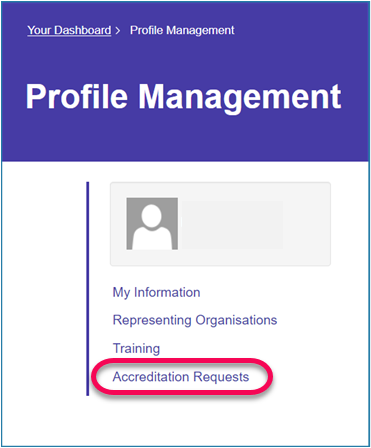 Your Dashboard > Profile Management
Profile Management
My Information
Representing Organisations
Training
Accreditation Requests